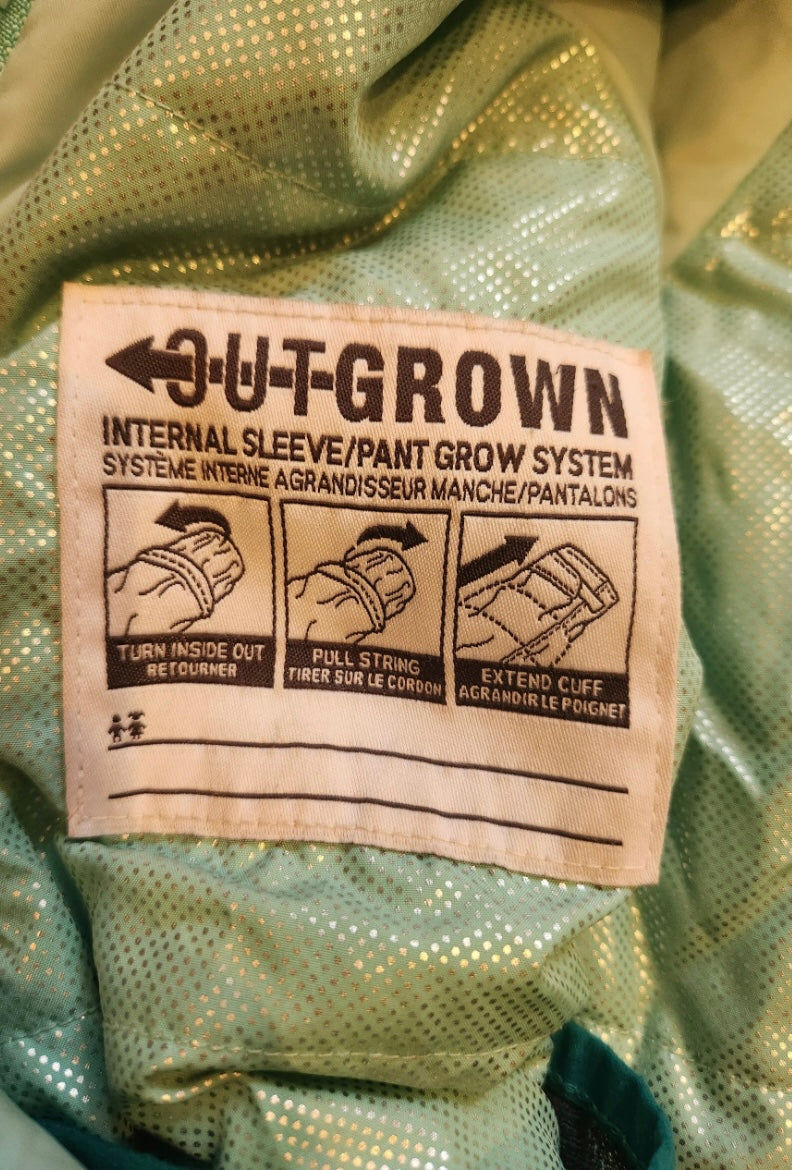 OUTGROWN
INTERNAL SLEEVE/PANT GROW SYSTEM
SYSTÈME INTERNE AGRANDISSEUR MANCHE/PANTALONS
TURN INSIDE OUT
RETOURNER
PULL STRING
TIRER SUR LE CORDON
EXTEND CUFF
AGRANDIR LE POIGNET